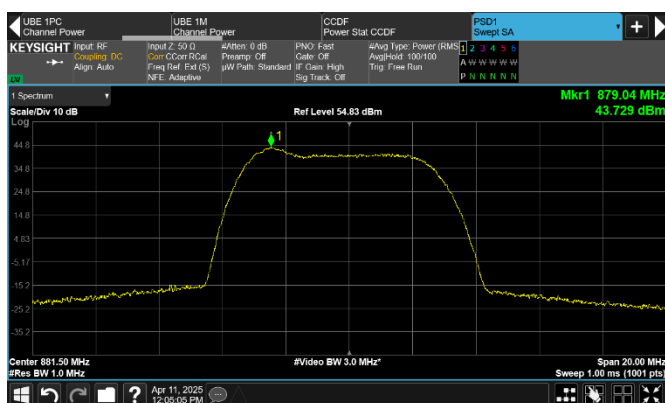 UBE 1PC
Channel Power
UBE 1M
Channel Power
CCDF
Power Stat CCDF
PSD1
Swept SA
KEYSIGHT
Input: RF
Coupling: DC
Align: Auto
Input Z: 50 Ω
Corr CCorr RCal
Freq Ref: Ext (S)
NFE: Adaptive
#Atten: 0 dB
Preamp: Off
µW Path: Standard
PNO: Fast
Gate: Off
IF Gain: High
Sig Track: Off
#Avg Type: Power (RMS
Avg|Hold: 100/100
Trig: Free Run
1 2 3 4 5 6
A W W W W W
P N N N N N
1 Spectrum
Scale/Div 10 dB
Ref Level 54.83 dBm
Mkr1 879.04 MHz
43.729 dBm
Log
1
44.8
34.8
24.8
14.8
4.83
-5.17
-15.2
-25.2
-35.2
Center 881.50 MHz
#Video BW 3.0 MHz*
Span 20.00 MHz
#Res BW 1.0 MHz
Sweep 1.00 ms (1001 pts)
Apr 11, 2025
12:05:05 PM